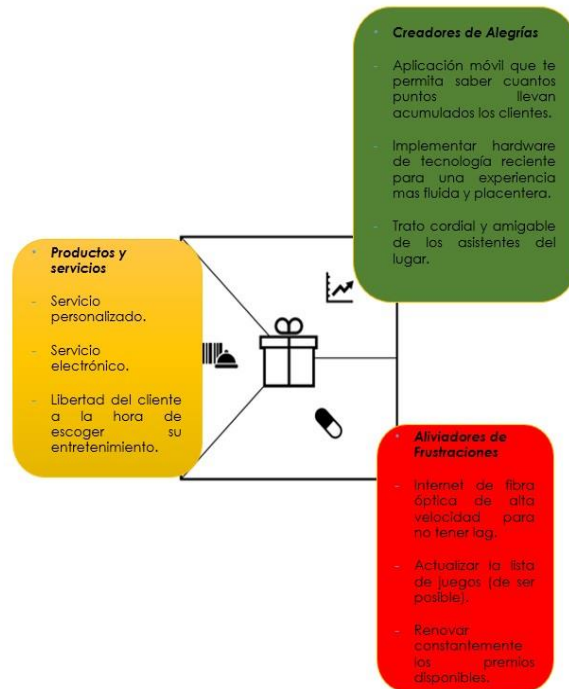 • Creadores de Alegrías
- Aplicación móvil que te
permita saber cuantos
puntos llevan
acumulados los clientes.
- Implementar hardware
de tecnología reciente
para una experiencia
mas fluida y placentera.
- Trato cordial y amigable
de los asistentes del
lugar.
• Productos y
servicios
- Servicio
personalizado.
- Servicio
electrónico.
- Libertad del cliente
a la hora de
escoger su
entretenimiento.
• Aliviadores de
Frustraciones
- Internet de fibra
óptica de alta
velocidad para
no tener lag.
- Actualizar la lista
de juegos (de ser
posible).
- Renovar
constantemente
los premios
disponibles.